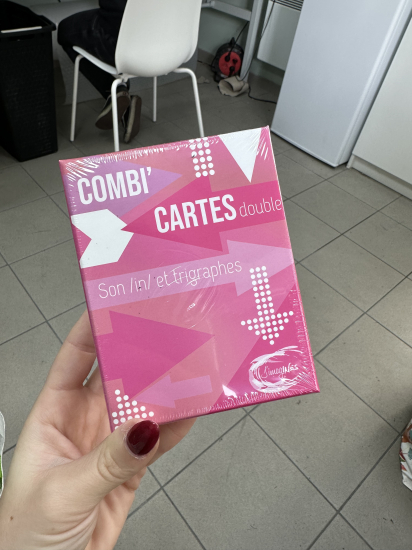 COMBI'
CARTES double
Son /in/ et trigraphes